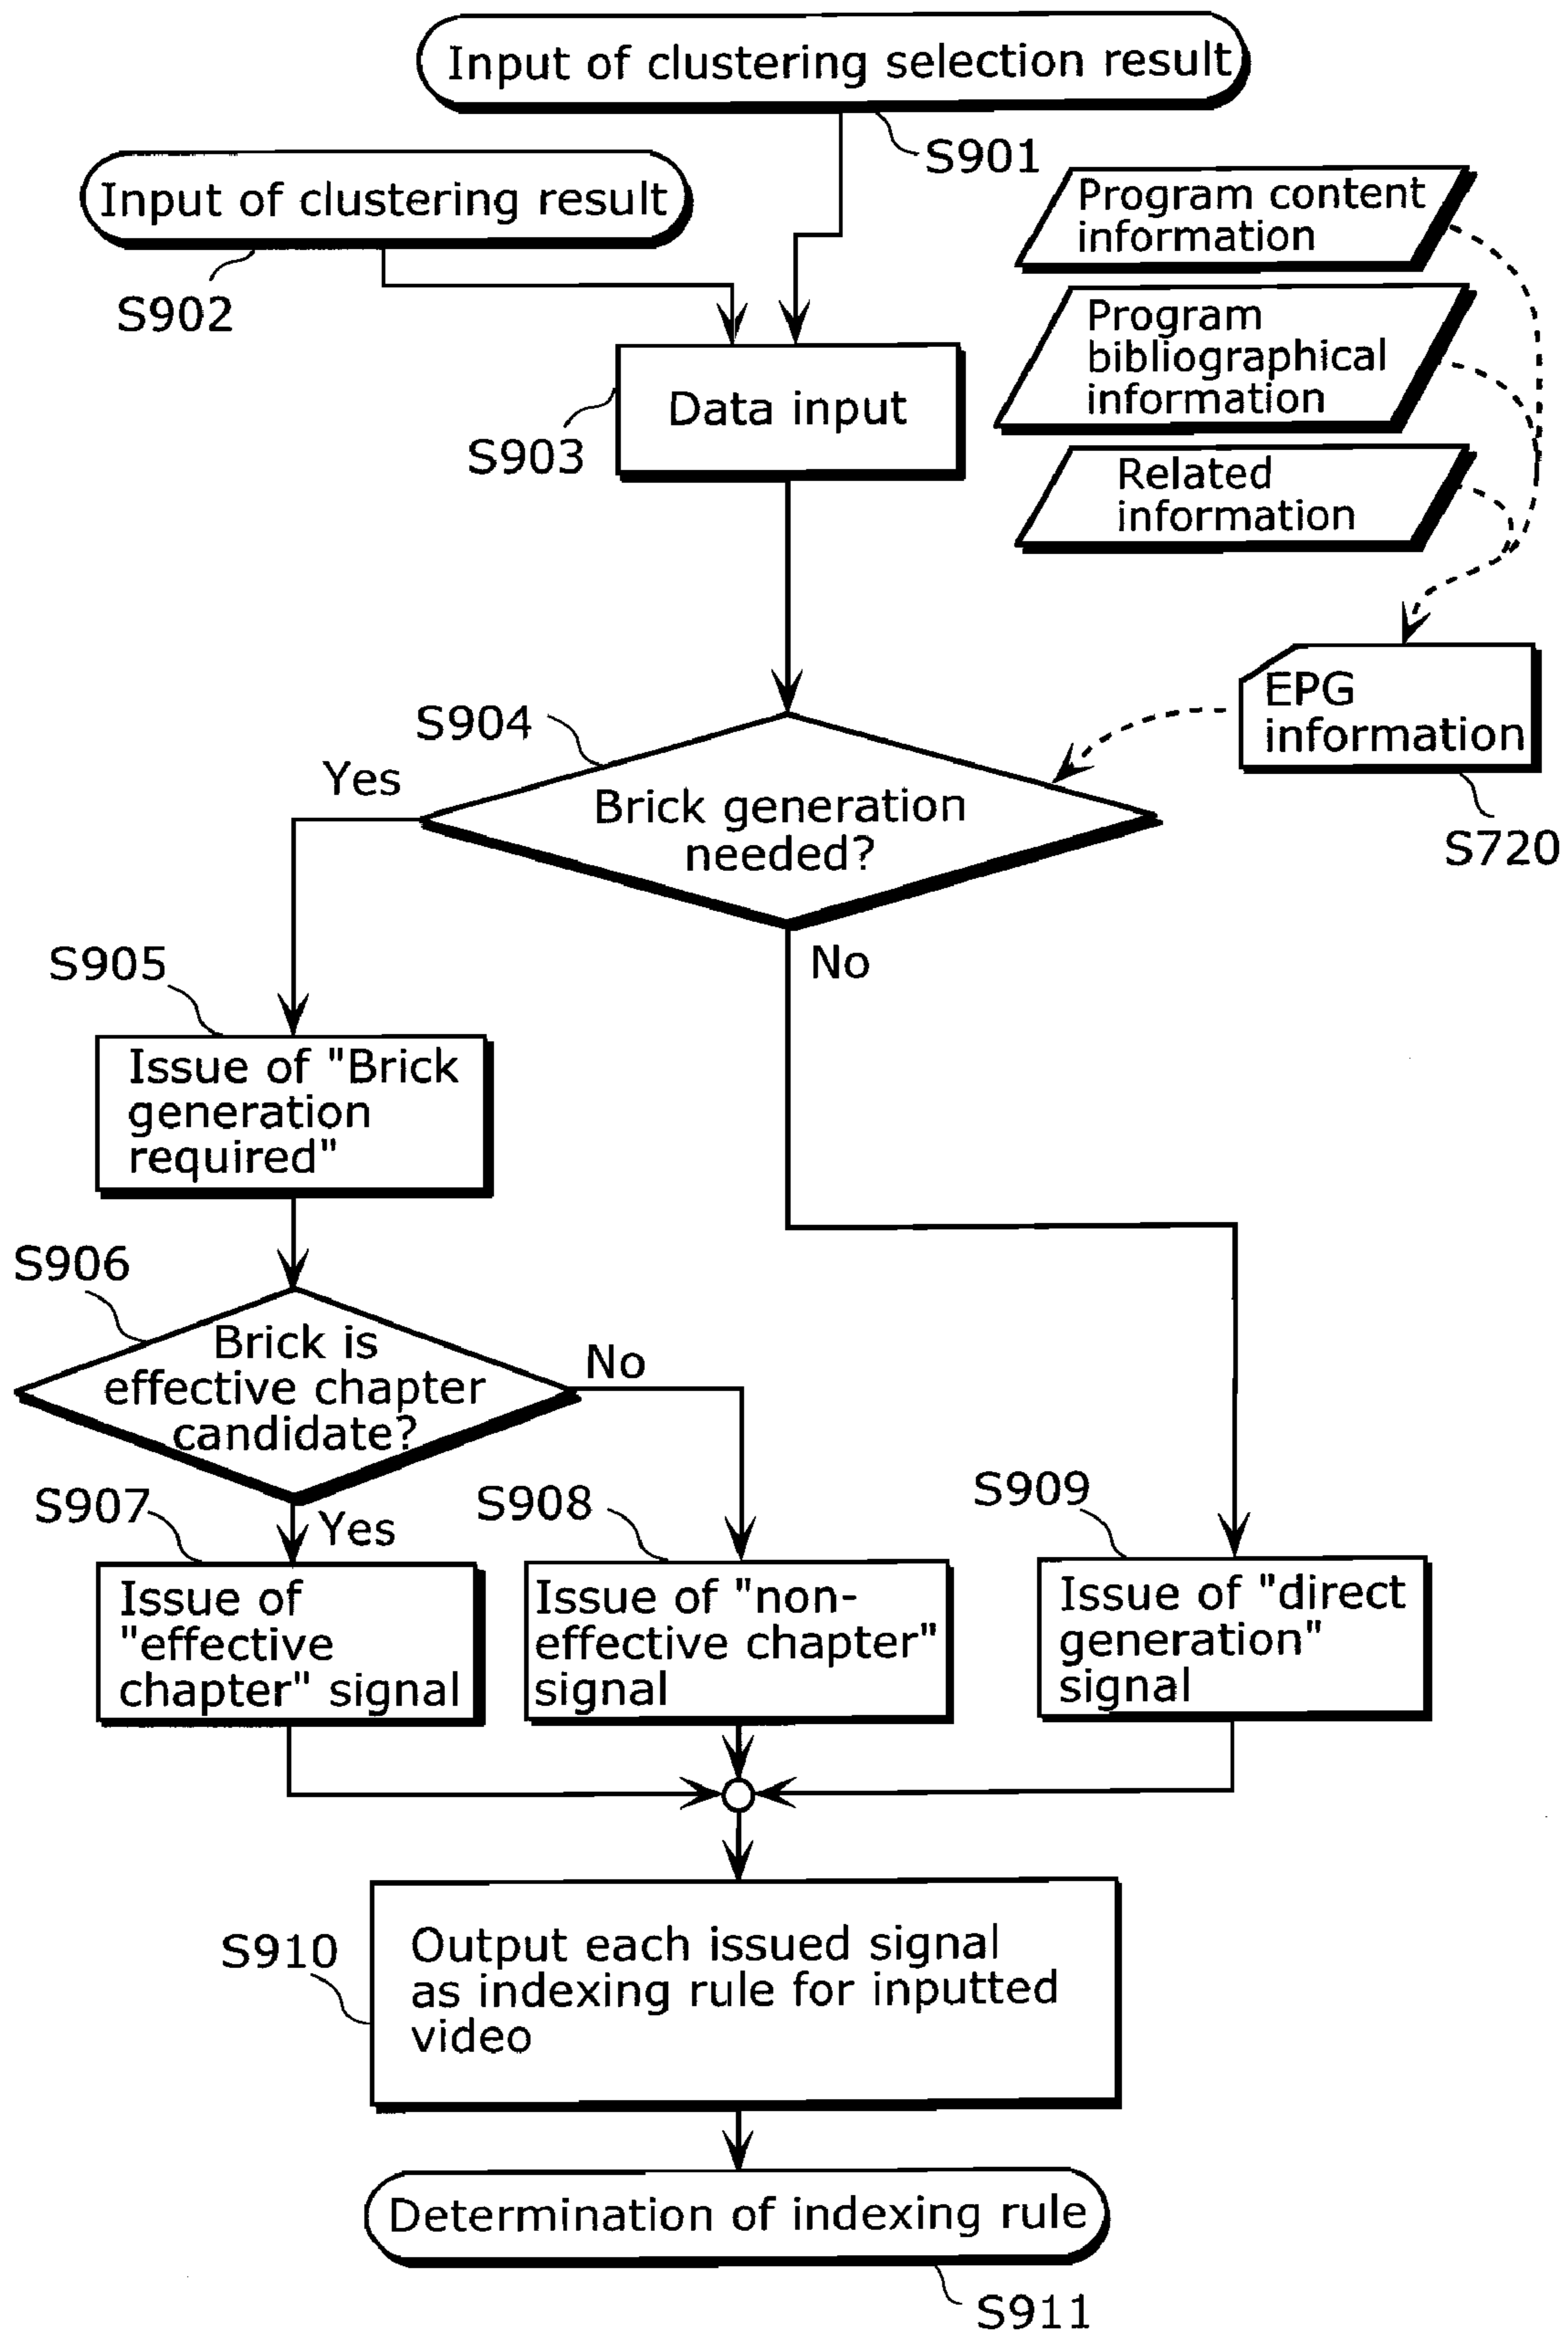 Input of clustering selection result
S901
Input of clustering result
S902
Program content
information
Program
bibliographical
information
Related
information
Data input
S903
EPG
information
S720
S904
Yes
Brick generation
needed?
No
S905
Issue of "Brick
generation
required"
S906
Brick is
effective chapter
candidate?
No
Yes
S907
Issue of
"effective
chapter" signal
S908
Issue of "non-
effective chapter"
signal
S909
Issue of "direct
generation"
signal
S910
Output each issued signal
as indexing rule for inputted
video
Determination of indexing rule
S911